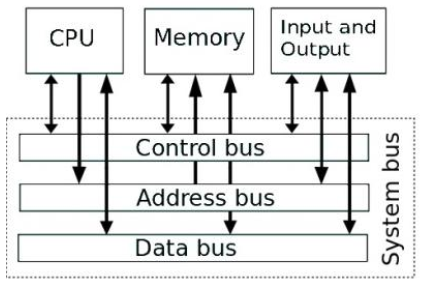 CPU
Memory
Input and
Output
Control bus
Address bus
Data bus
System bus